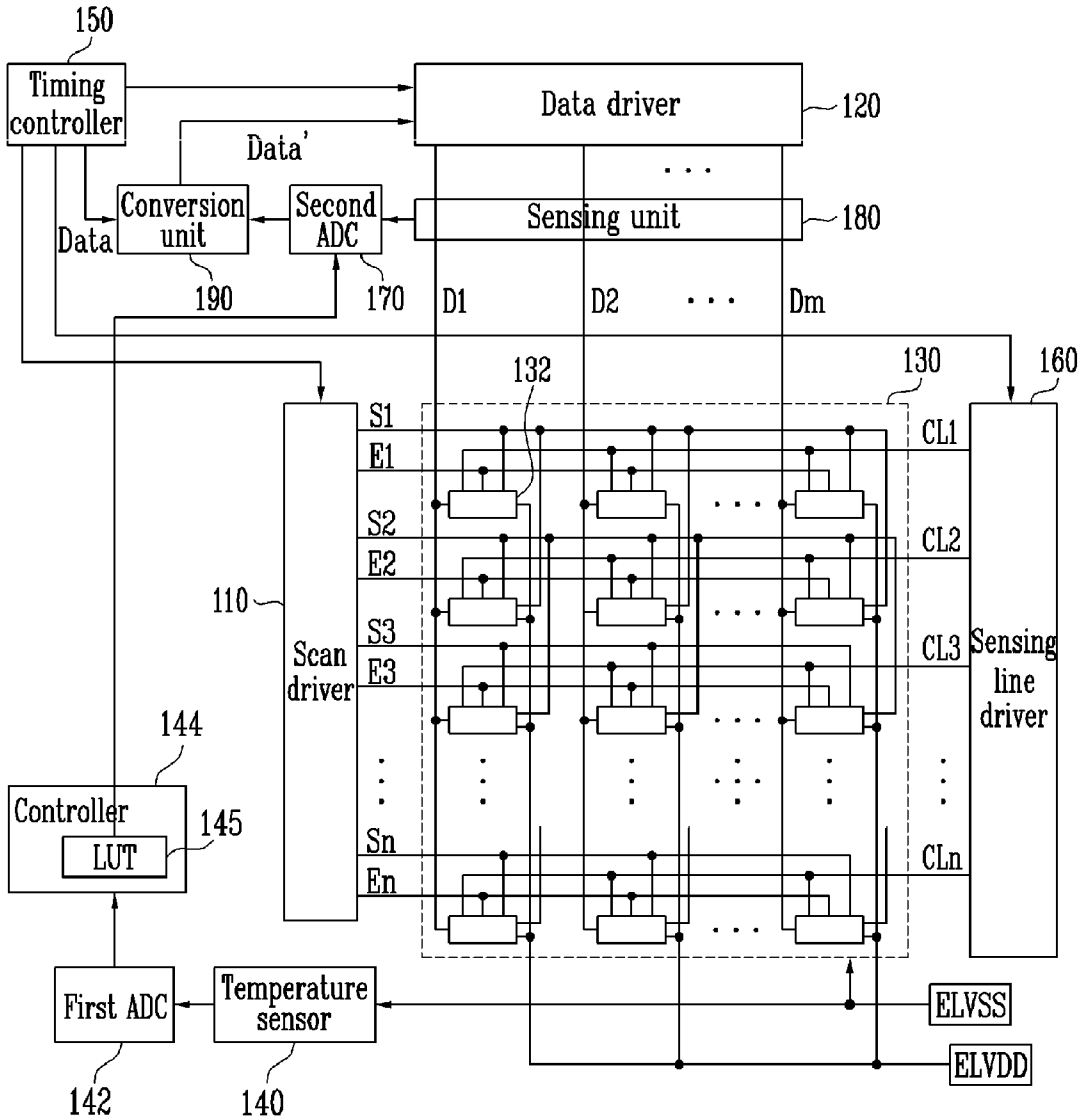 150
Timing
controller
Data driver
120
Data'
Conversion
unit
Second
ADC
Sensing unit
180
Data
190
170
D1
D2
Dm
132
130
160
S1
CL1
E1
S2
CL2
E2
110
S3
CL3
E3
Scan
driver
Sensing
line
driver
144
Controller
145
LUT
Sn
CLn
En
First ADC
Temperature
sensor
ELVSS
ELVDD
142
140